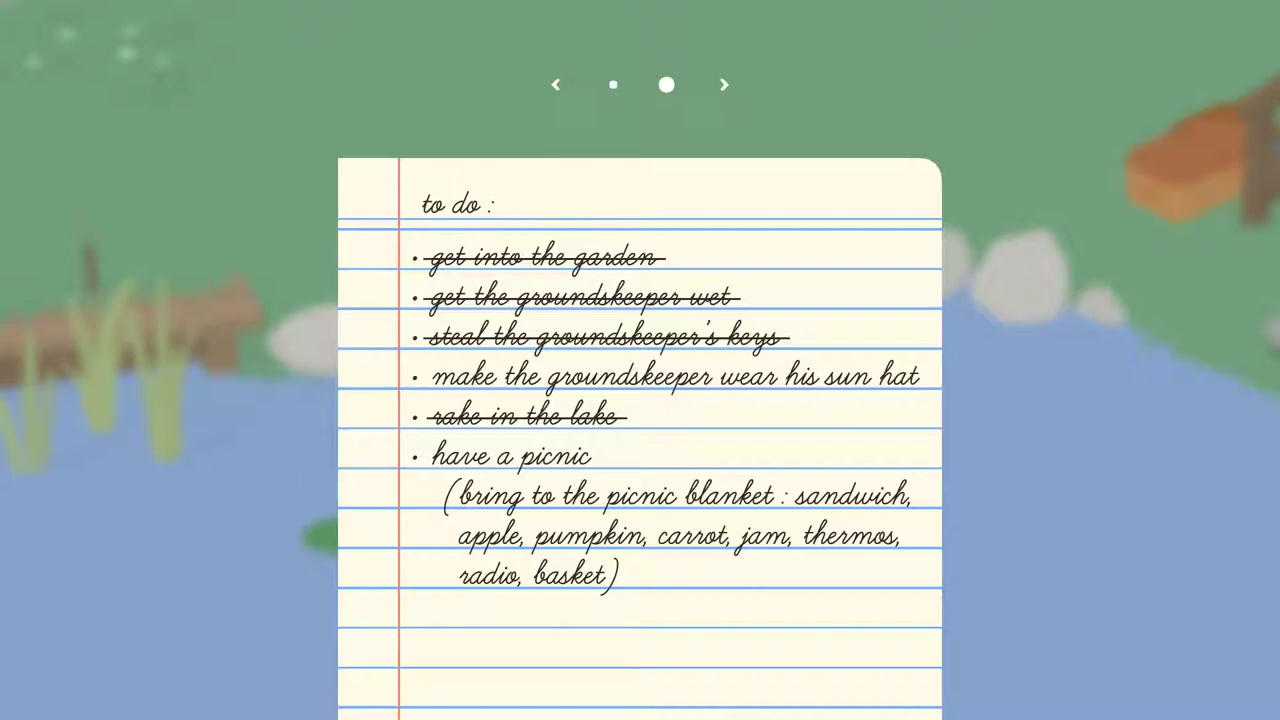 to do :
• get into the garden
• get the groundskeeper wet
• steal the groundskeeper's keys
• make the groundskeeper wear his sun hat
• rake in the lake
• have a picnic
(bring to the picnic blanket : sandwich,
apple, pumpkin, carrot, jam, thermos,
radio, basket)